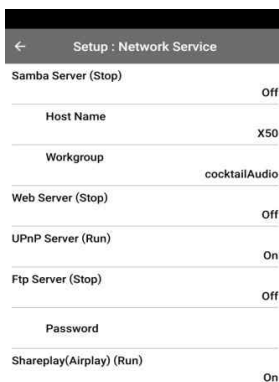 Setup : Network Service
Samba Server (Stop)
Off
Host Name
X50
Workgroup
cocktailAudio
Web Server (Stop)
Off
UPnP Server (Run)
On
Ftp Server (Stop)
Off
Password
Shareplay(Airplay) (Run)
On